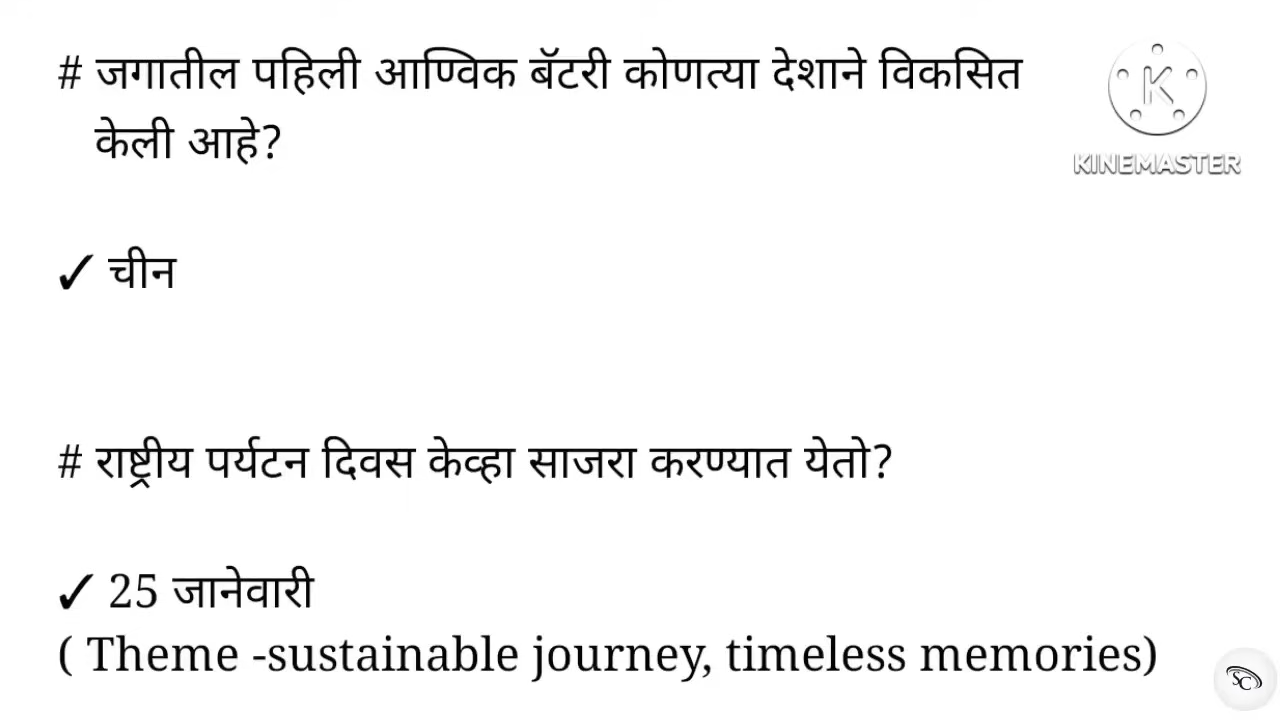 # जगातील पहिली आण्विक बॅटरी कोणत्या देशाने विकसित
केली आहे?
K
KINEMASTER
✓ चीन
# राष्ट्रीय पर्यटन दिवस केव्हा साजरा करण्यात येतो?
✓ 25 जानेवारी
( Theme -sustainable journey, timeless memories)
SC